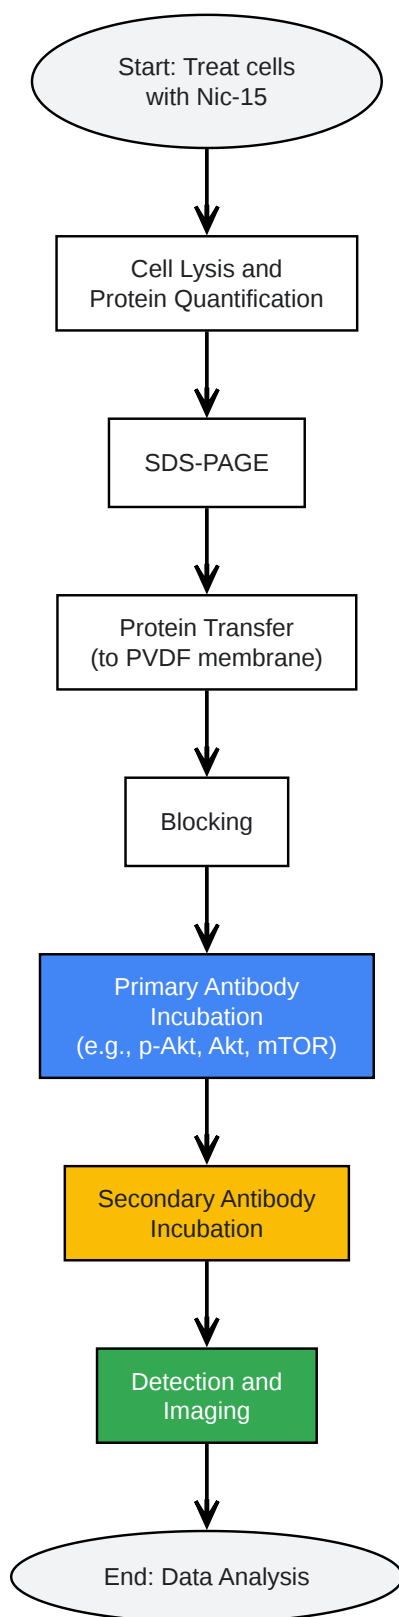 Start: Treat cells
with Nic-15
Cell Lysis and
Protein Quantification
SDS-PAGE
Protein Transfer
(to PVDF membrane)
Blocking
Primary Antibody
Incubation
(e.g., p-Akt, Akt, mTOR)
Secondary Antibody
Incubation
Detection and
Imaging
End: Data Analysis